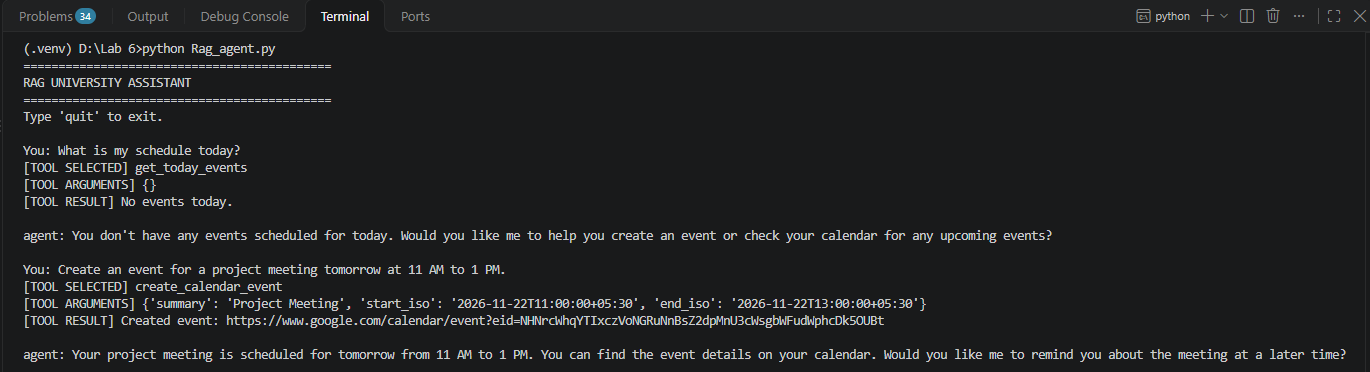 Problems 34 Output Debug Console Terminal Ports python
(.venv) D:\Lab 6>python Rag_agent.py
============================================
RAG UNIVERSITY ASSISTANT
============================================
Type 'quit' to exit.
You: What is my schedule today?
[TOOL SELECTED] get_today_events
[TOOL ARGUMENTS] {}
[TOOL RESULT] No events today.
agent: You don't have any events scheduled for today. Would you like me to help you create an event or check your calendar for any upcoming events?
You: Create an event for a project meeting tomorrow at 11 AM to 1 PM.
[TOOL SELECTED] create_calendar_event
[TOOL ARGUMENTS] {'summary': 'Project Meeting', 'start_iso': '2026-11-22T11:00:00+05:30', 'end_iso': '2026-11-22T13:00:00+05:30'}
[TOOL RESULT] Created event: https://www.google.com/calendar/event?eid=NHNrcWhqYTIxczVoNGRuNnBsZ2dpMnU3cWsgbWFudWphcDk5OUBt
agent: Your project meeting is scheduled for tomorrow from 11 AM to 1 PM. You can find the event details on your calendar. Would you like me to remind you about the meeting at a later time?